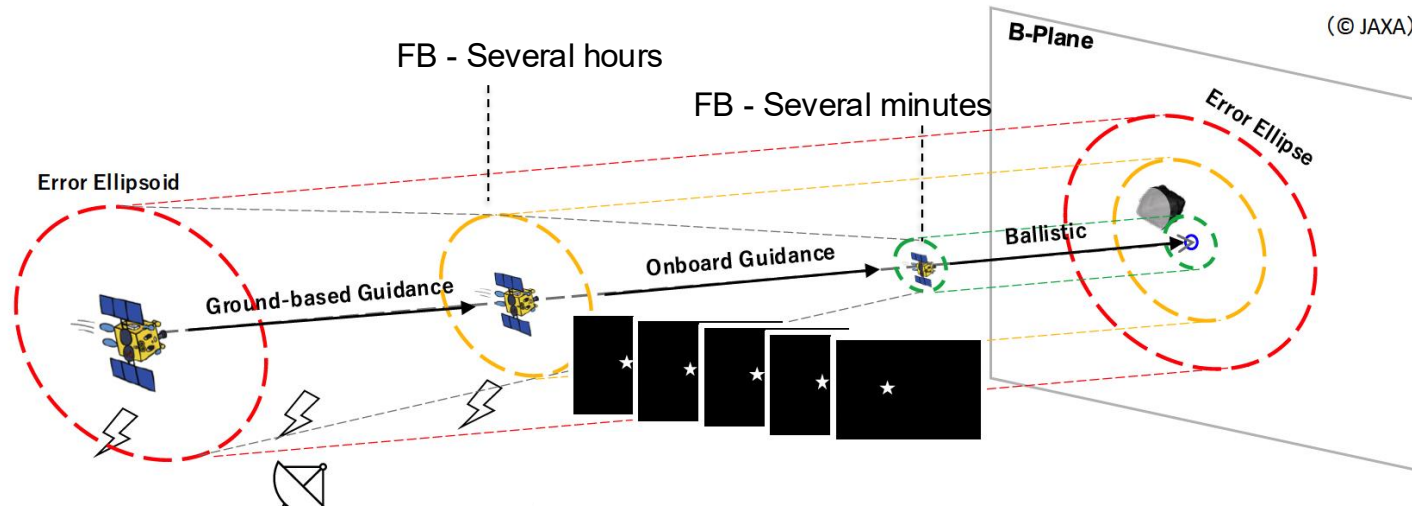 (© JAXA)
B-Plane
FB - Several hours
FB - Several minutes
Error Ellipse
Error Ellipsoid
Ballistic
Onboard Guidance
Ground-based Guidance